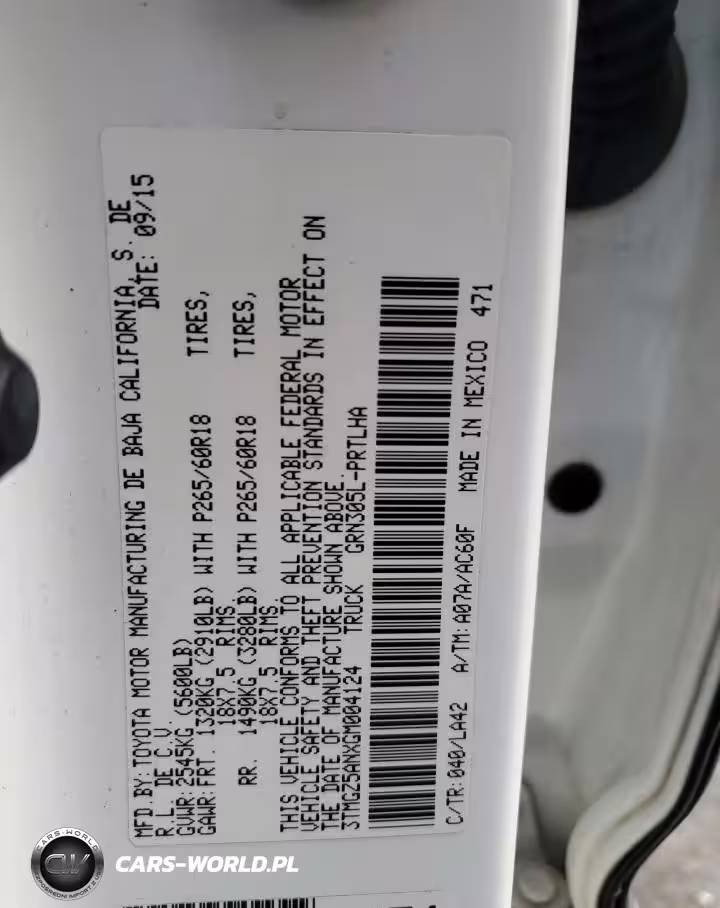 MFD.BY:TOYOTA MOTOR MANUFACTURING DE BAJA CALIFORNIA, S. DE
R.L. DE C.V. DATE: 09/15
GVWR:2545KG (5600LB)
GAWR:FRT. 1320KG (2910LB) WITH P265/60R18 TIRES,
18X7.5 RIMS.
RR. 1490KG (3280LB) WITH P265/60R18 TIRES,
18X7.5 RIMS.
THIS VEHICLE CONFORMS TO ALL APPLICABLE FEDERAL MOTOR
VEHICLE SAFETY AND THEFT PREVENTION STANDARDS IN EFFECT ON
THE DATE OF MANUFACTURE SHOWN ABOVE.
3TMGZ5ANXGM004124 TRUCK GRN305L-PRTLHA
C/TR:040/LA42 A/TM:A07A/AC60F MADE IN MEXICO 471
CARS-WORLD
CW
CARS-WORLD.PL